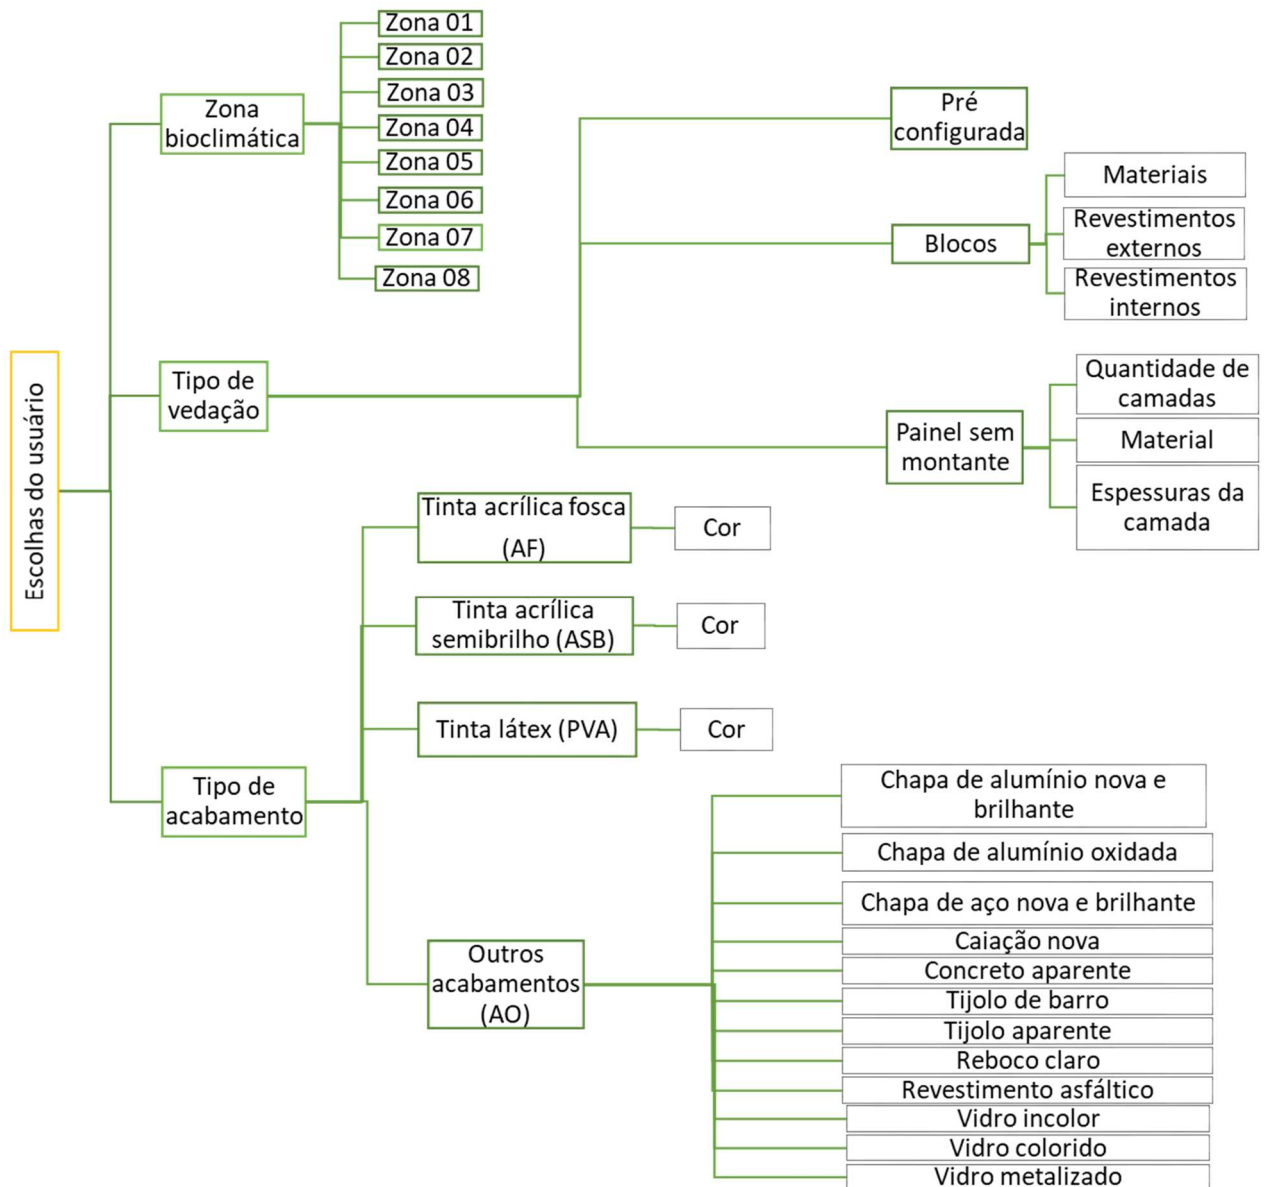 Escolhas do usuário
Zona
bioclimática
Zona 01
Zona 02
Zona 03
Zona 04
Zona 05
Zona 06
Zona 07
Zona 08
Tipo de
vedação
Pré
configurada
Blocos
Materiais
Revestimentos
externos
Revestimentos
internos
Painel sem
montante
Quantidade de
camadas
Material
Espessuras da
camada
Tipo de
acabamento
Tinta acrílica fosca
(AF)
Cor
Tinta acrílica
semibrilho (ASB)
Cor
Tinta látex (PVA)
Cor
Outros
acabamentos
(AO)
Chapa de alumínio nova e
brilhante
Chapa de alumínio oxidada
Chapa de aço nova e brilhante
Caiação nova
Concreto aparente
Tijolo de barro
Tijolo aparente
Reboco claro
Revestimento asfáltico
Vidro incolor
Vidro colorido
Vidro metalizado